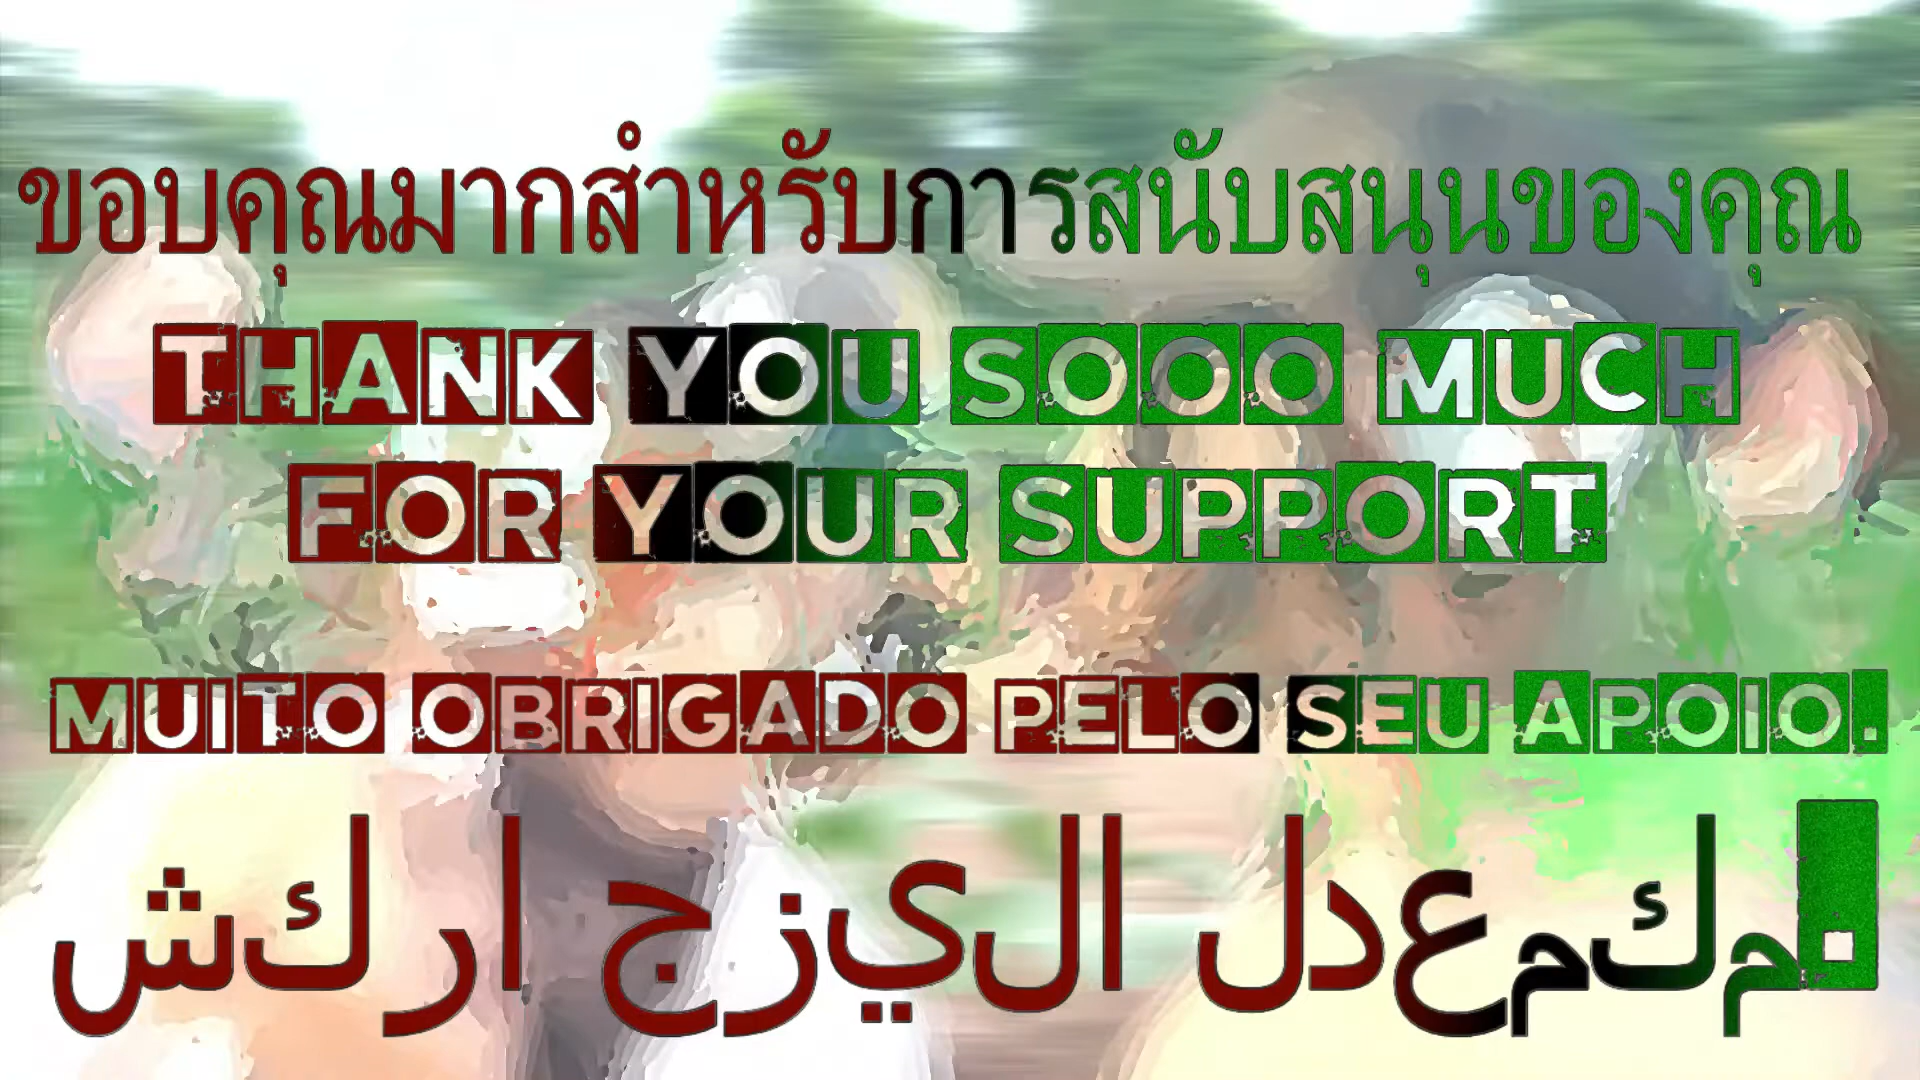 ขอบคุณมากสำหรับการสนับสนุนของคุณ
THANK YOU SOOO MUCH
FOR YOUR SUPPORT
MUITO OBRIGADO PELO SEU APOIO.
شكرا جزيلا لدعمكم.